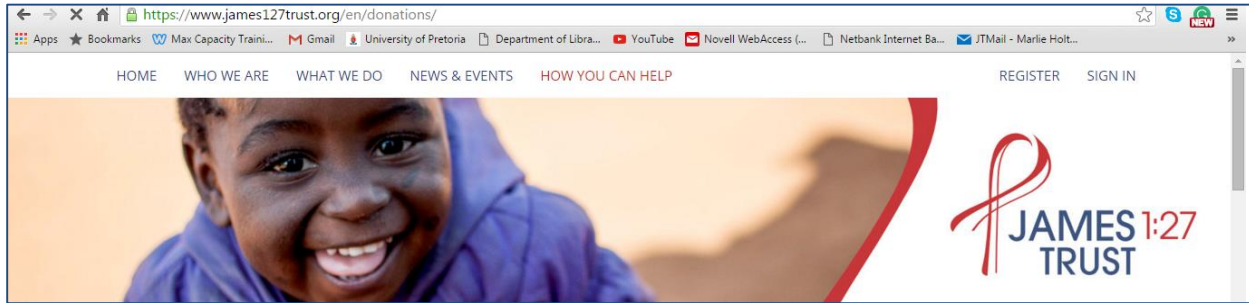 https://www.james127trust.org/en/donations/
S
NEW
Apps Bookmarks Max Capacity Traini... Gmail University of Pretoria Department of Libra... YouTube Novell WebAccess (... Netbank Internet Ba... JTMail - Marlie Holt... »
HOME WHO WE ARE WHAT WE DO NEWS & EVENTS HOW YOU CAN HELP REGISTER SIGN IN
JAMES 1:27
TRUST